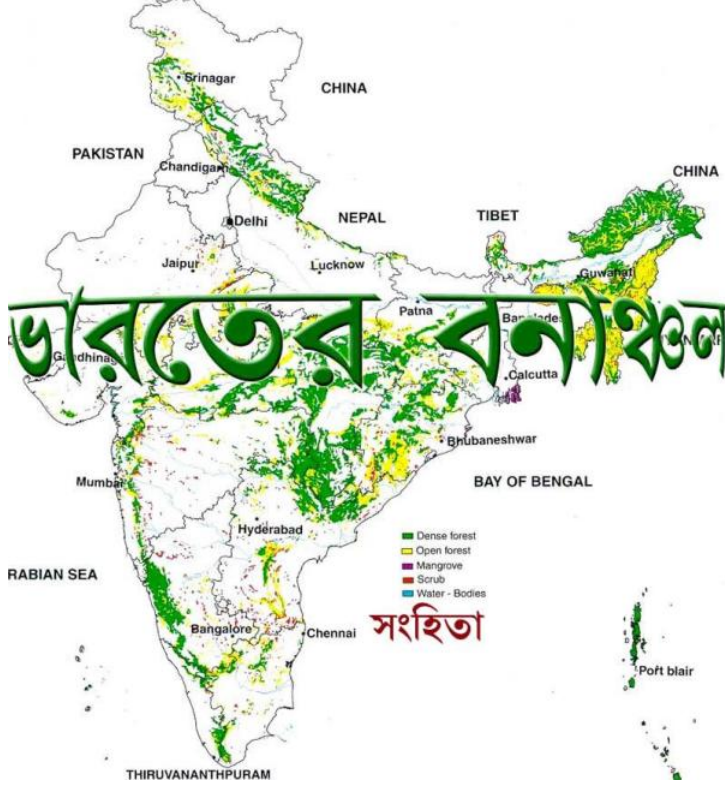 Srinagar
CHINA
PAKISTAN
Chandigarh
CHINA
Delhi
NEPAL
TIBET
Jaipur
Lucknow
Guwahati
ভারতের বনাঞ্চল
Patna
Gandhinag
Calcutta
Bhubaneshwar
Mumbai
BAY OF BENGAL
Hyderabad
Dense forest
Open forest
Mangrove
Scrub
Water - Bodies
RABIAN SEA
সংহিতা
Bangalore
Chennai
Port blair
THIRUVANANTHPURAM